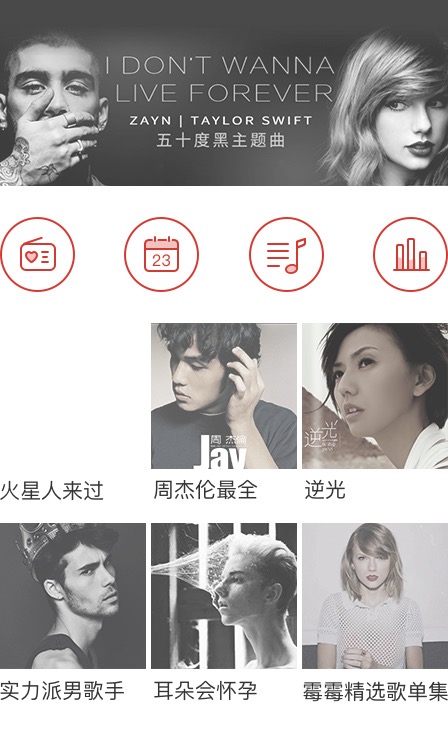 I DON'T WANNA
LIVE FOREVER
ZAYN | TAYLOR SWIFT
五十度黑主题曲
23
周 杰倫
Jay
逆光
火星人来过
周杰伦最全
逆光
实力派男歌手
耳朵会怀孕
霉霉精选歌单集